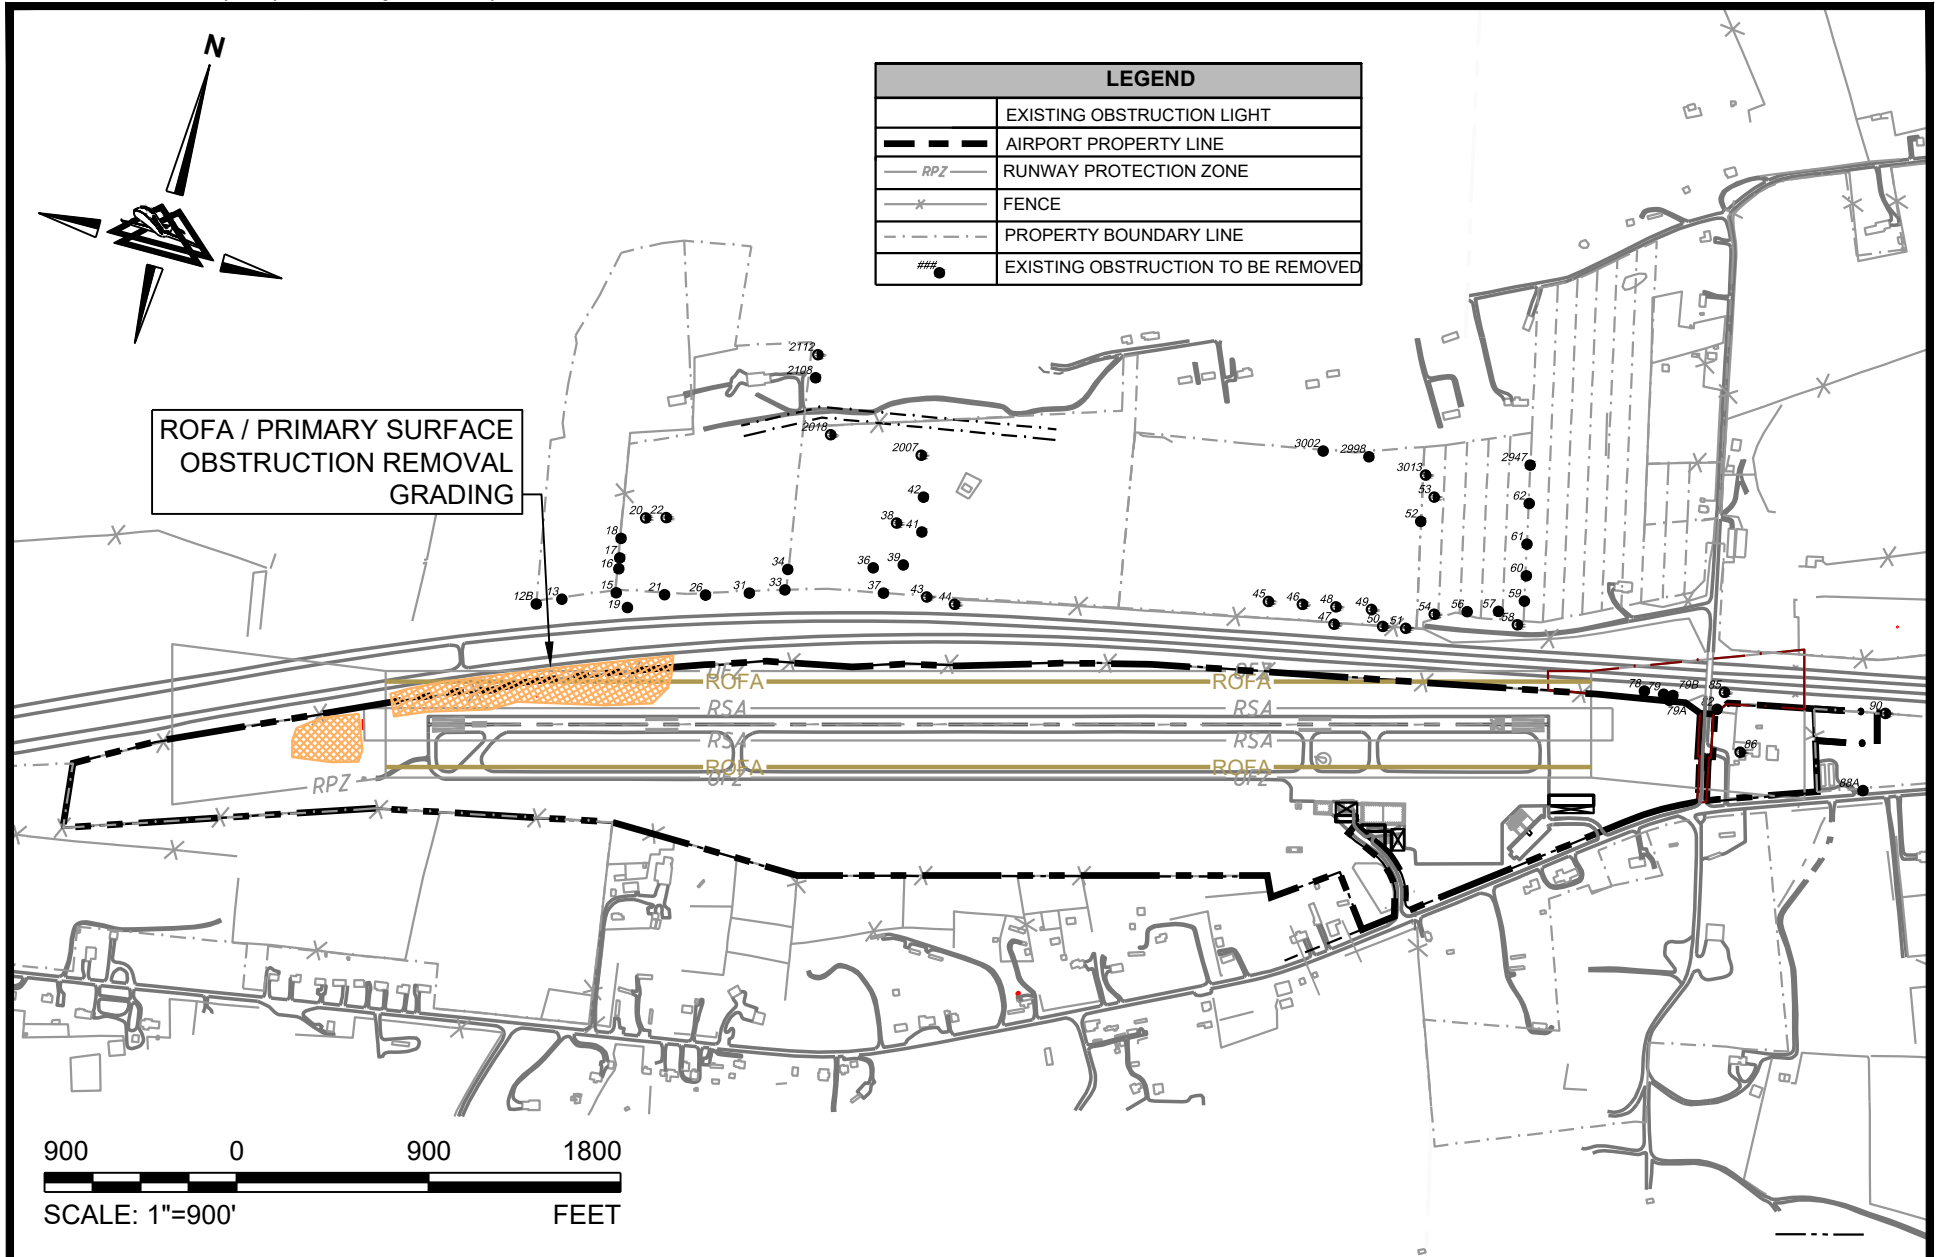 N
LEGEND
EXISTING OBSTRUCTION LIGHT
AIRPORT PROPERTY LINE
RPZ RUNWAY PROTECTION ZONE
X FENCE
PROPERTY BOUNDARY LINE
### EXISTING OBSTRUCTION TO BE REMOVED
2112
2108
2018
2007
ROFA / PRIMARY SURFACE
OBSTRUCTION REMOVAL
GRADING
3002 2998
3013 2947
42 53 62
20 22 38 52
18 41 61
17
16 34 36 39 60
12B 13 15 21 26 31 33 37 43 45 46 48 49 59
19 44 47 50 51 54 56 57 58
OFZ OFZ
ROFA ROFA
78 79 79B 85
79A 82 90
RSA RSA
RSA RSA
86
ROFA ROFA
OFZ OFZ
RPZ
88A
900 0 900 1800
SCALE: 1"=900' FEET